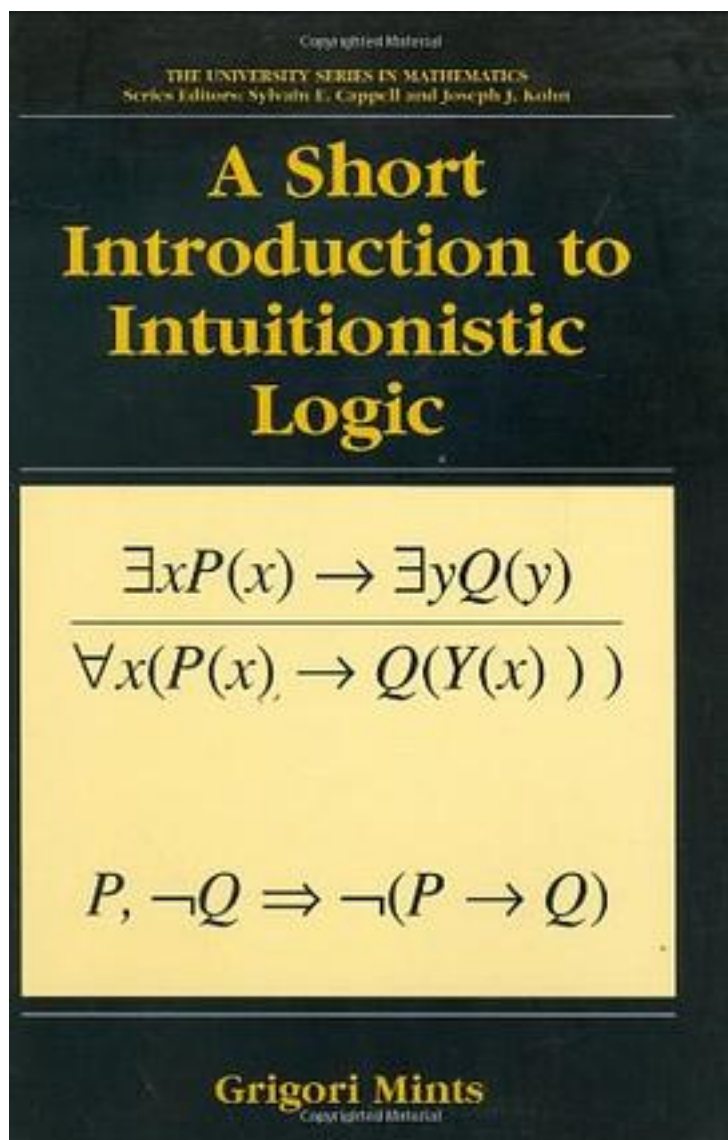 Copyrighted Material
THE UNIVERSITY SERIES IN MATHEMATICS
Series Editors: Sylvain E. Cappell and Joseph J. Kohn
A Short
Introduction to
Intuitionistic
Logic
∃xP(x) → ∃yQ(y)
∀x(P(x) → Q(Y(x) ) )
P, ¬Q ⇒ ¬(P → Q)
Grigori Mints
Copyrighted Material